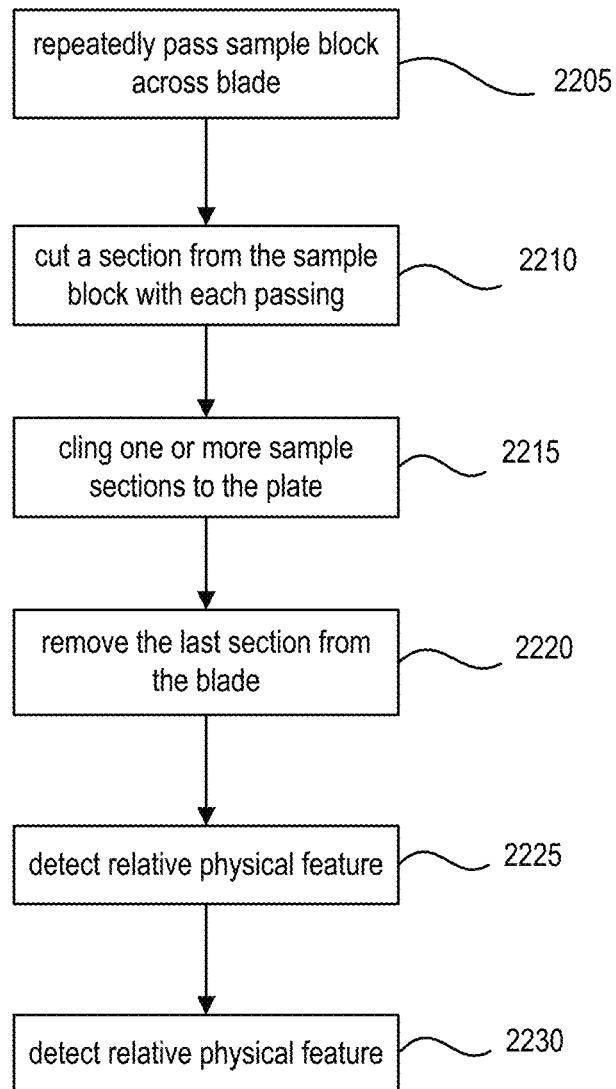 repeatedly pass sample block
across blade
2205
cut a section from the sample
block with each passing
2210
cling one or more sample
sections to the plate
2215
remove the last section from
the blade
2220
detect relative physical feature
2225
detect relative physical feature
2230